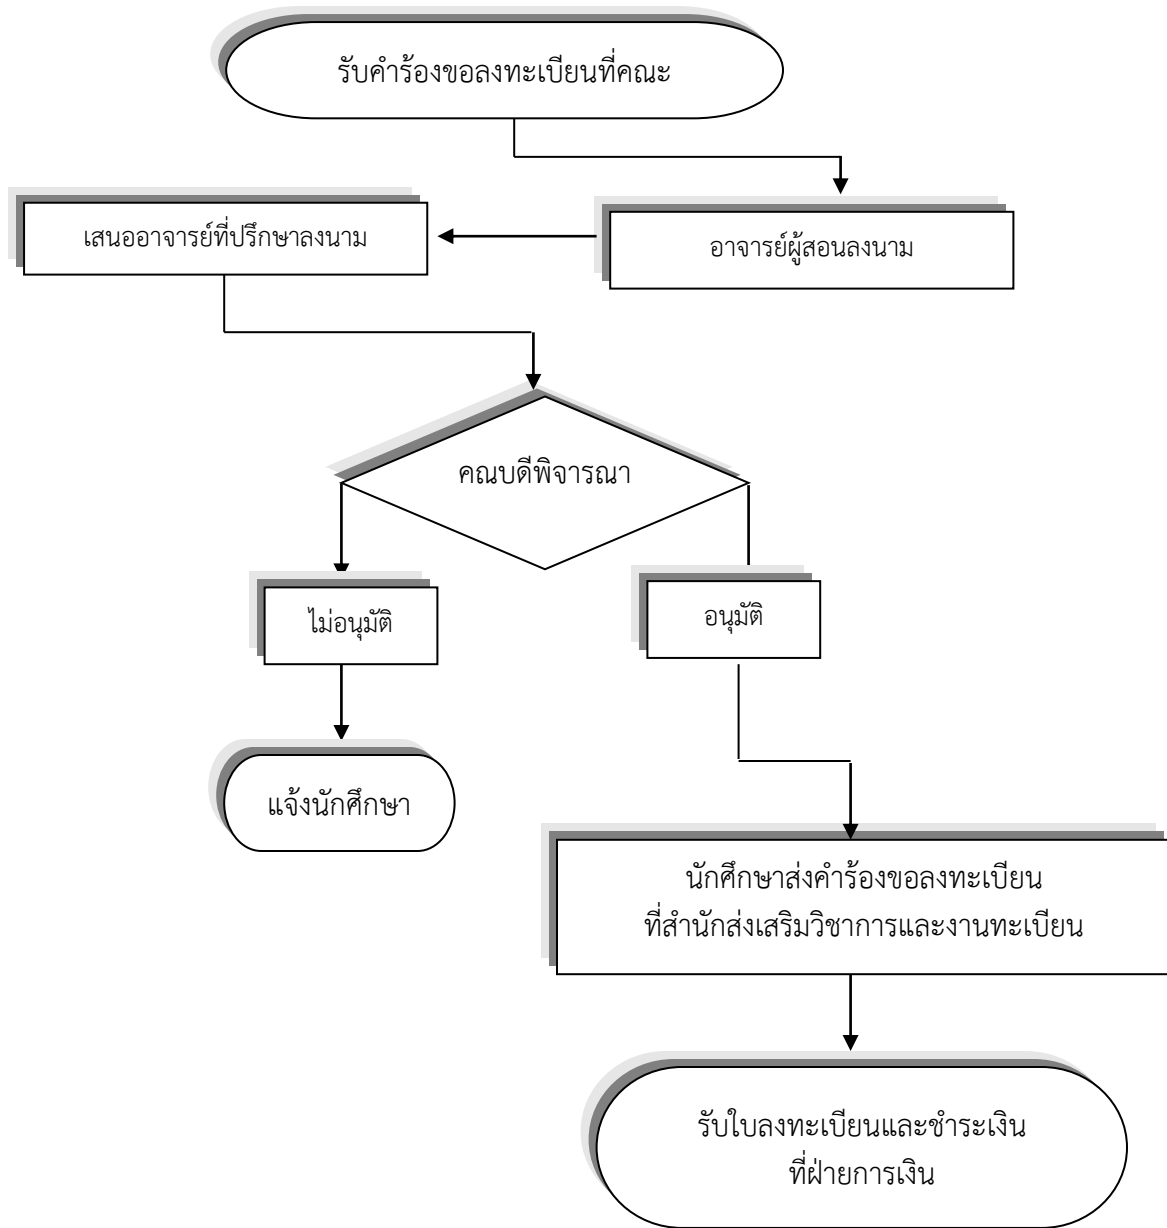 รับคำร้องขอลงทะเบียนที่คณะ
เสนออาจารย์ที่ปรึกษาลงนาม
อาจารย์ผู้สอนลงนาม
คณบดีพิจารณา
ไม่อนุมัติ
อนุมัติ
แจ้งนักศึกษา
นักศึกษาส่งคำร้องขอลงทะเบียน
ที่สำนักส่งเสริมวิชาการและงานทะเบียน
รับใบลงทะเบียนและชำระเงิน
ที่ฝ่ายการเงิน